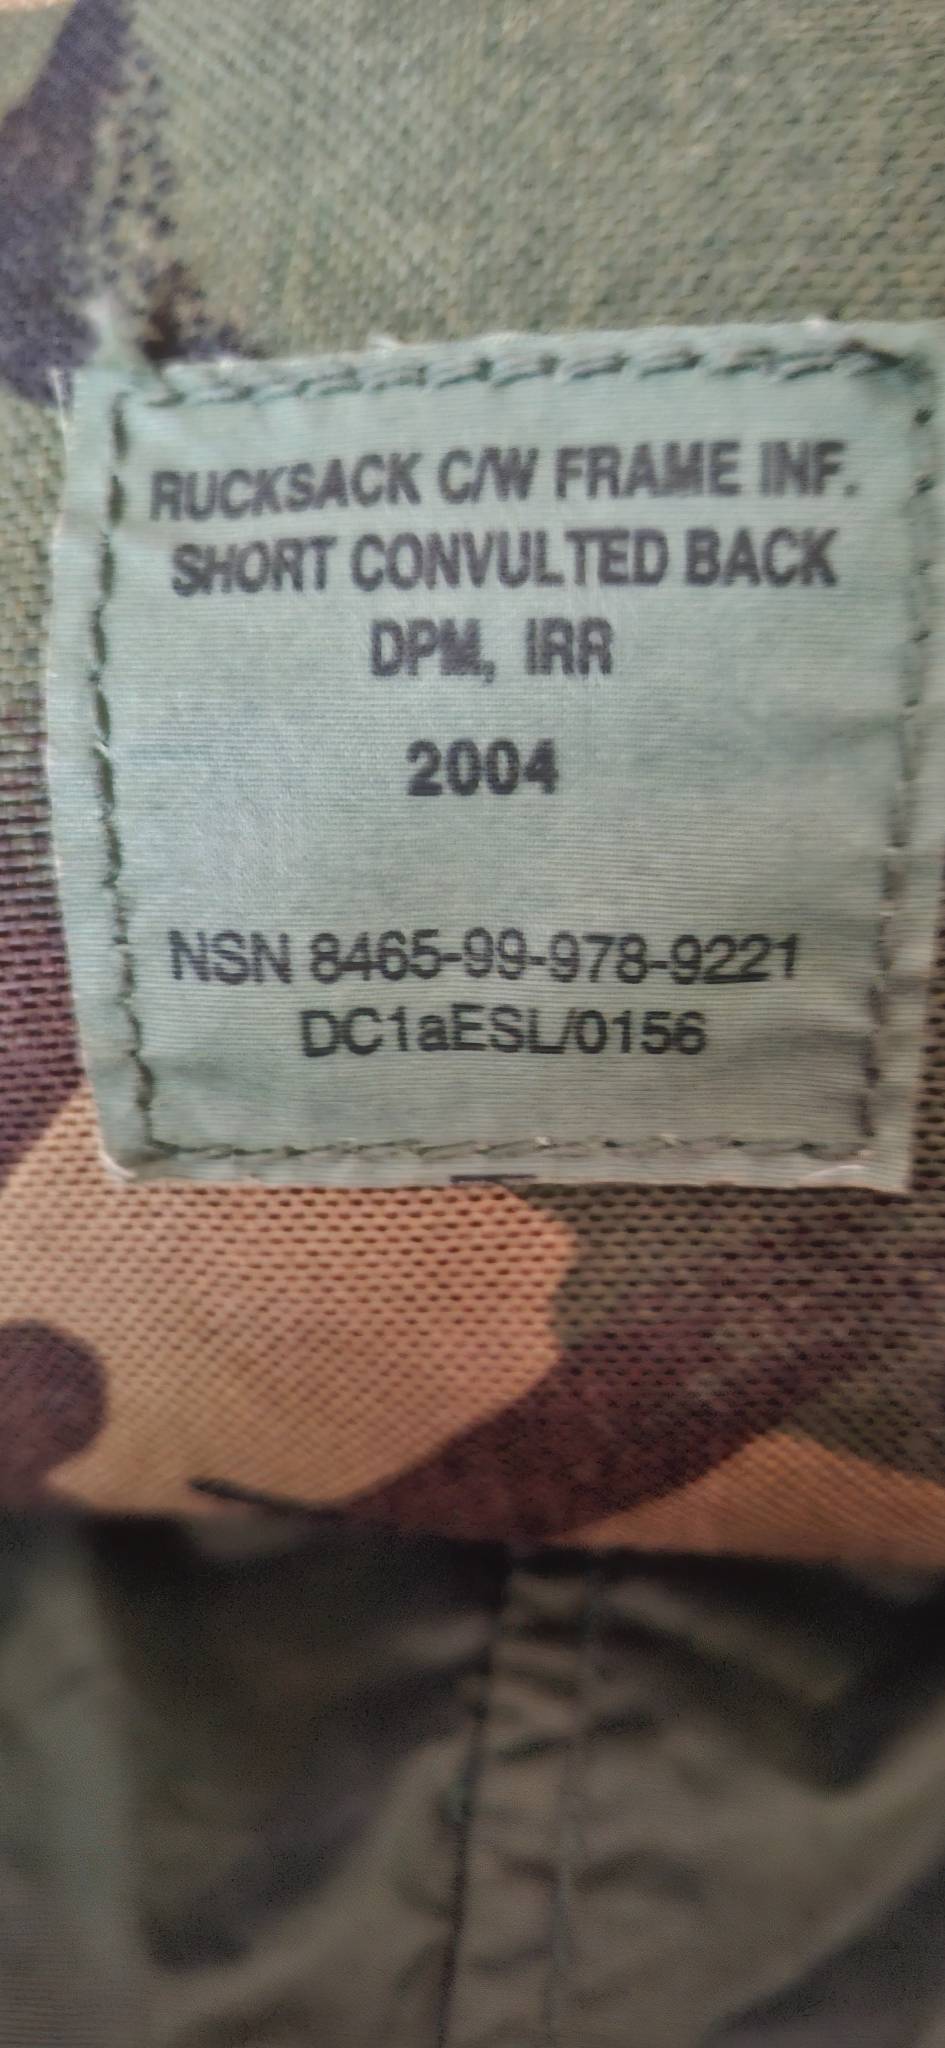 RUCKSACK C/W FRAME INF.
SHORT CONVULTED BACK
DPM, IRR
2004
NSN 8465-99-978-9221
DC1aESL/0156